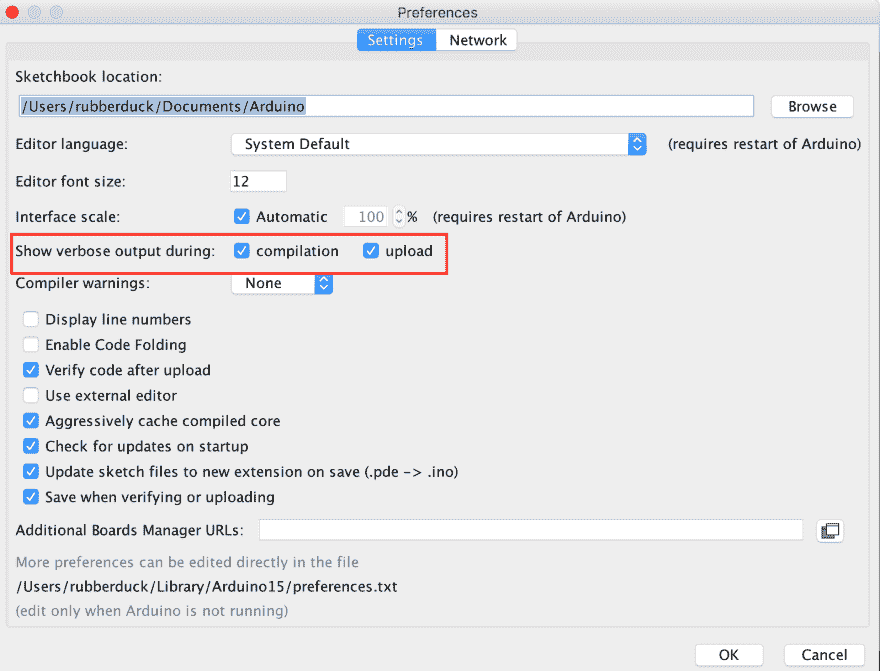 Preferences
Settings Network
Sketchbook location:
/Users/rubberduck/Documents/Arduino Browse
Editor language: System Default (requires restart of Arduino)
Editor font size: 12
Interface scale: Automatic 100 % (requires restart of Arduino)
Show verbose output during: compilation upload
Compiler warnings: None
Display line numbers
Enable Code Folding
Verify code after upload
Use external editor
Aggressively cache compiled core
Check for updates on startup
Update sketch files to new extension on save (.pde -> .ino)
Save when verifying or uploading
Additional Boards Manager URLs:
More preferences can be edited directly in the file
/Users/rubberduck/Library/Arduino15/preferences.txt
(edit only when Arduino is not running)
OK Cancel